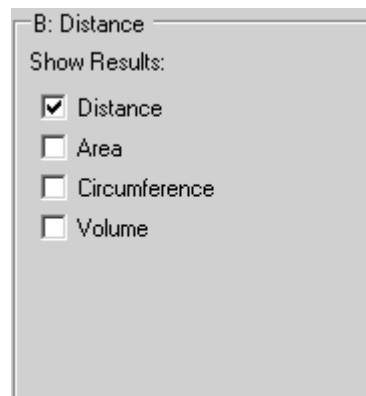 B: Distance
Show Results:
Distance
Area
Circumference
Volume